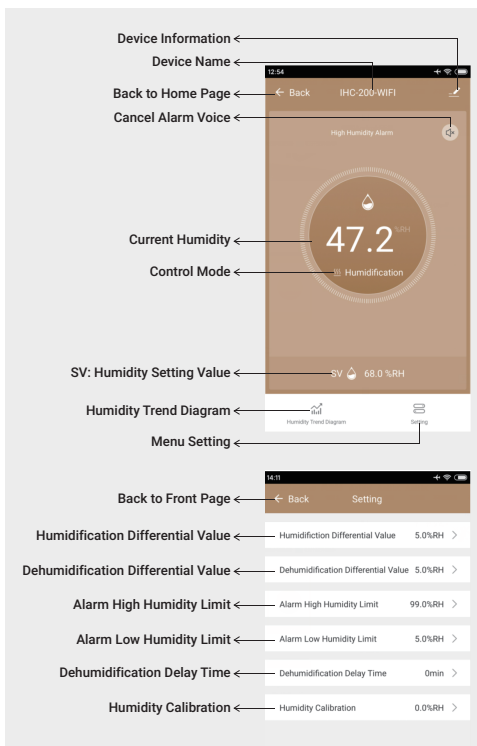 Device Information
Device Name
12:54
Back to Home Page
← Back IHC-200-WIFI
Cancel Alarm Voice
High Humidity Alarm
Current Humidity
47.2 %RH
Control Mode
Humidification
SV: Humidity Setting Value
SV 68.0 %RH
Humidity Trend Diagram
Humidity Trend Diagram Setting
Menu Setting
14:11
Back to Front Page
← Back Setting
Humidification Differential Value
Humidifiction Differential Value 5.0%RH >
Dehumidification Differential Value
Dehumidification Differential Value 5.0%RH >
Alarm High Humidity Limit
Alarm High Humidity Limit 99.0%RH >
Alarm Low Humidity Limit
Alarm Low Humidity Limit 5.0%RH >
Dehumidification Delay Time
Dehumidification Delay Time 0min >
Humidity Calibration
Humidity Calibration 0.0%RH >